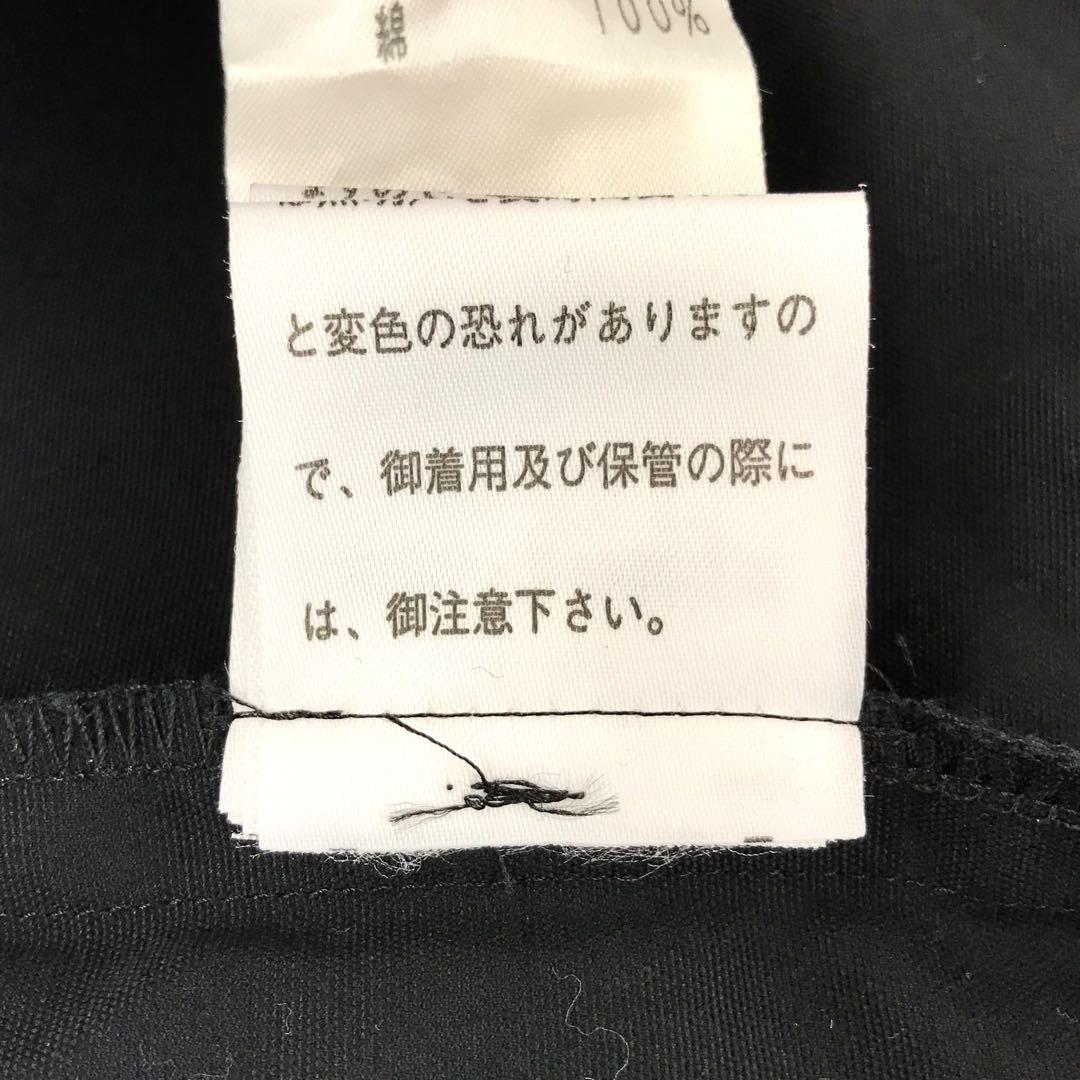 綿 100%
と変色の恐れがありますの
で、御着用及び保管の際に
は、御注意下さい。